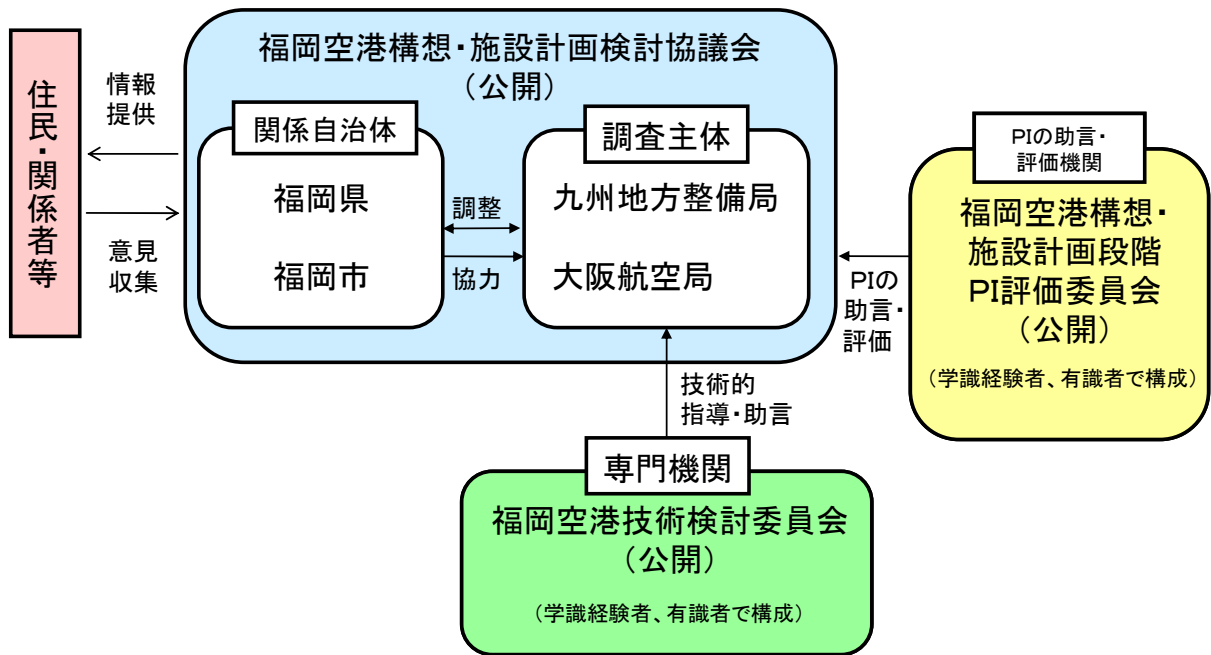 福岡空港構想・施設計画検討協議会
（公開）
住民・関係者等
情報
提供
意見
収集
関係自治体
福岡県
福岡市
調整
協力
調査主体
九州地方整備局
大阪航空局
PIの助言・
評価機関
福岡空港構想・
施設計画段階
PI評価委員会
（公開）
（学識経験者、有識者で構成）
PIの
助言・
評価
技術的
指導・助言
専門機関
福岡空港技術検討委員会
（公開）
（学識経験者、有識者で構成）